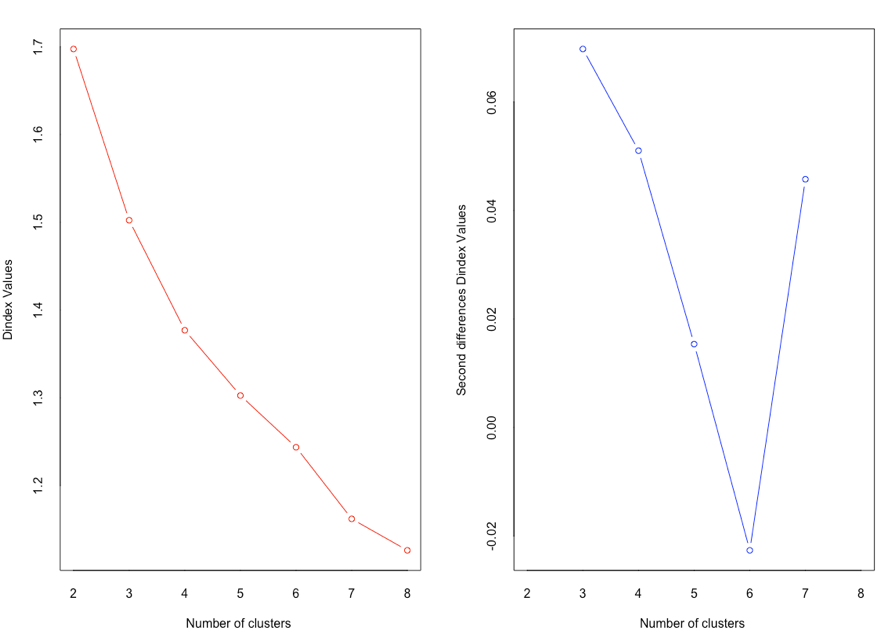 Dindex Values
1.7
1.6
1.5
1.4
1.3
1.2
2 3 4 5 6 7 8
Number of clusters
Second differences Dindex Values
0.06
0.04
0.02
0.00
-0.02
2 3 4 5 6 7 8
Number of clusters